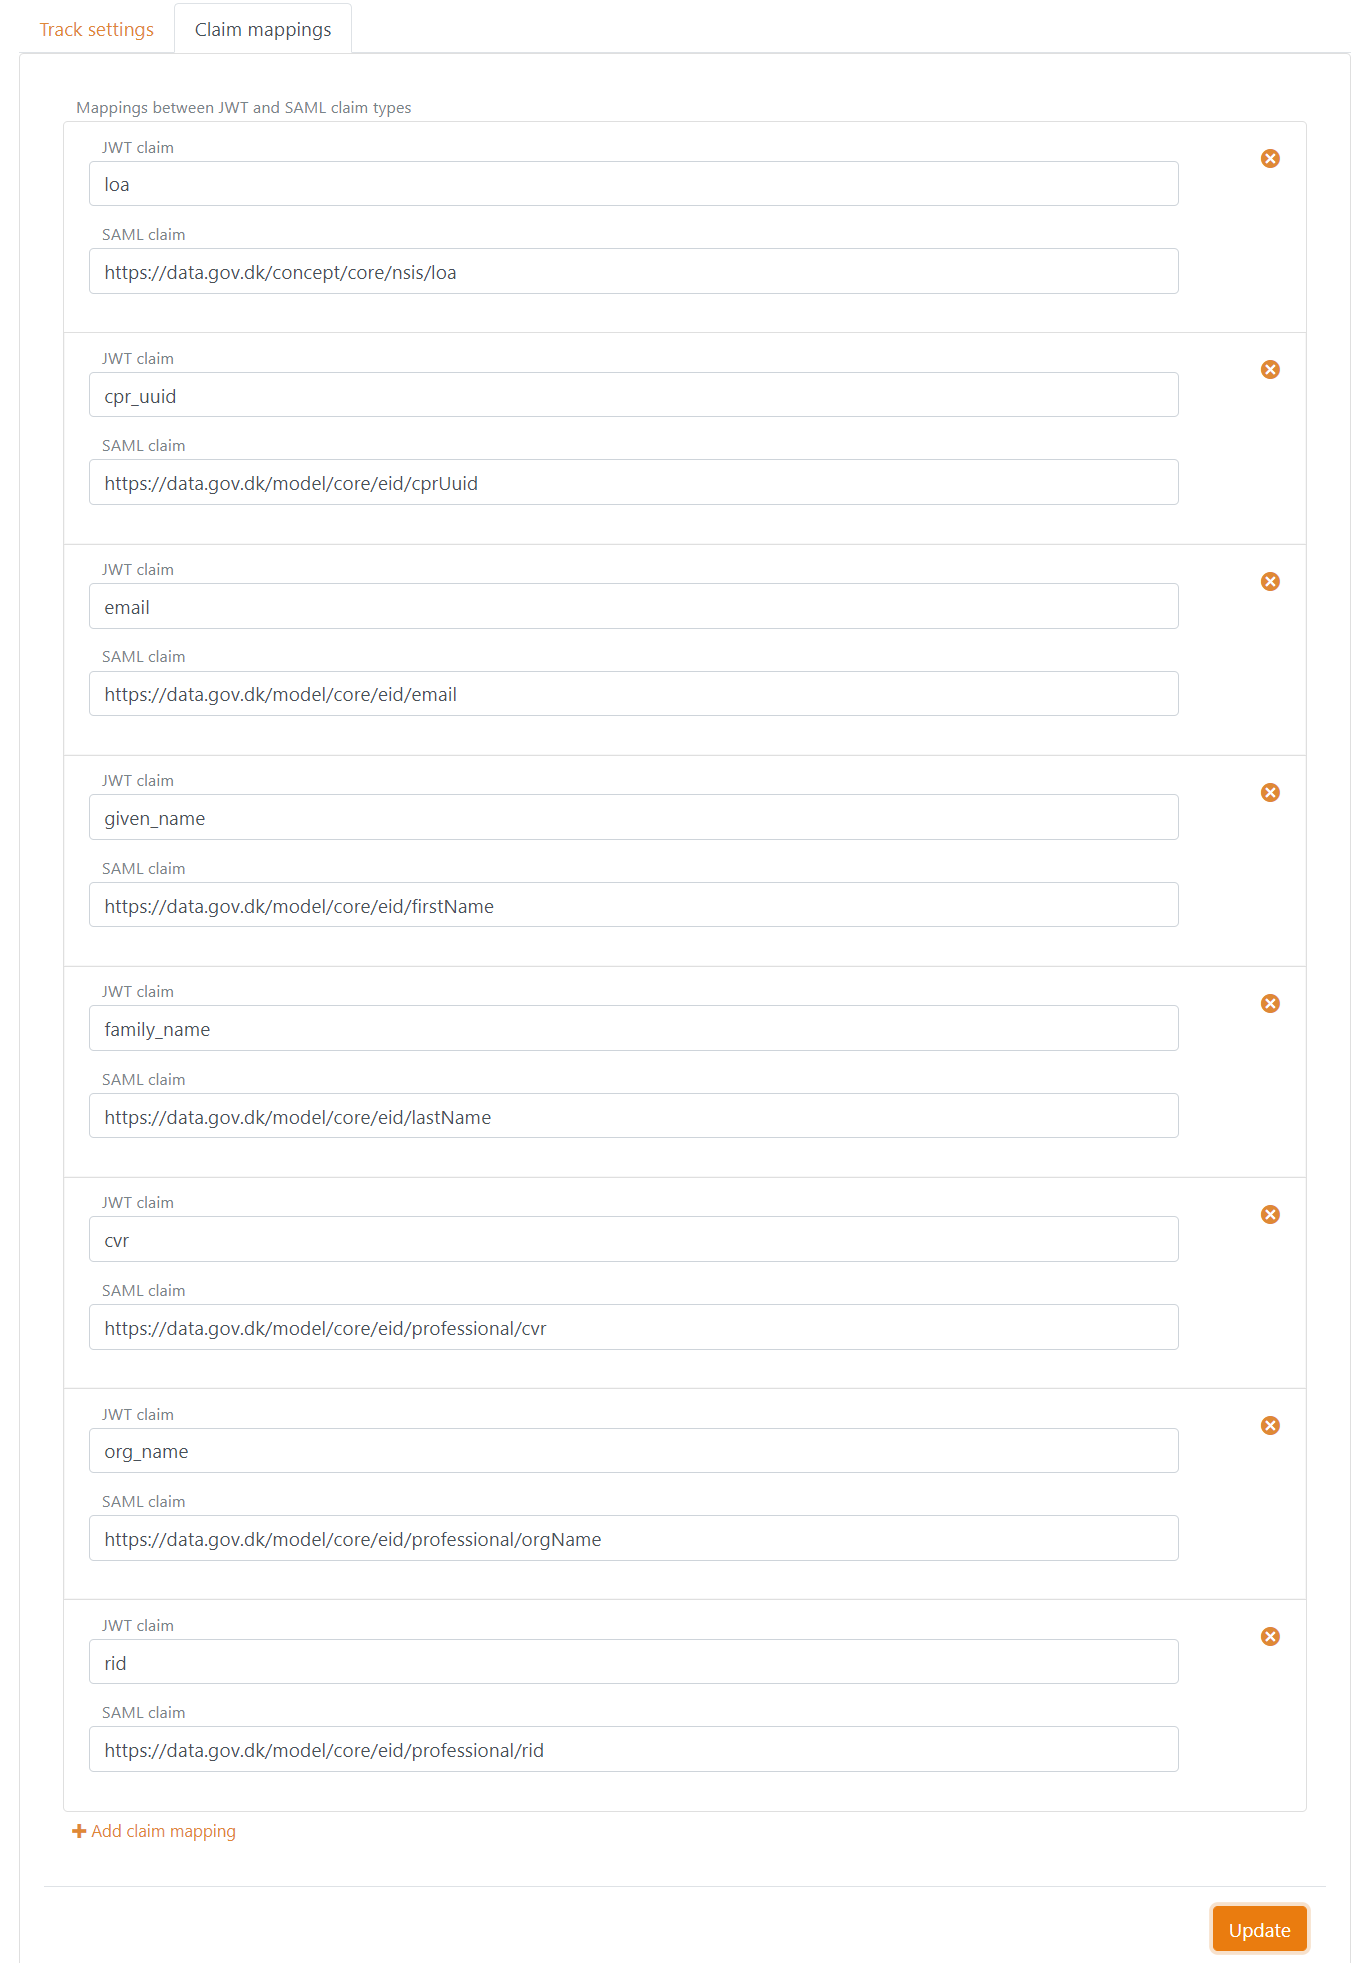 Track settings
Claim mappings
Mappings between JWT and SAML claim types
JWT claim
loa
SAML claim
https://data.gov.dk/concept/core/nsis/loa
JWT claim
cpr_uuid
SAML claim
https://data.gov.dk/model/core/eid/cprUuid
JWT claim
email
SAML claim
https://data.gov.dk/model/core/eid/email
JWT claim
given_name
SAML claim
https://data.gov.dk/model/core/eid/firstName
JWT claim
family_name
SAML claim
https://data.gov.dk/model/core/eid/lastName
JWT claim
cvr
SAML claim
https://data.gov.dk/model/core/eid/professional/cvr
JWT claim
org_name
SAML claim
https://data.gov.dk/model/core/eid/professional/orgName
JWT claim
rid
SAML claim
https://data.gov.dk/model/core/eid/professional/rid
Add claim mapping
Update